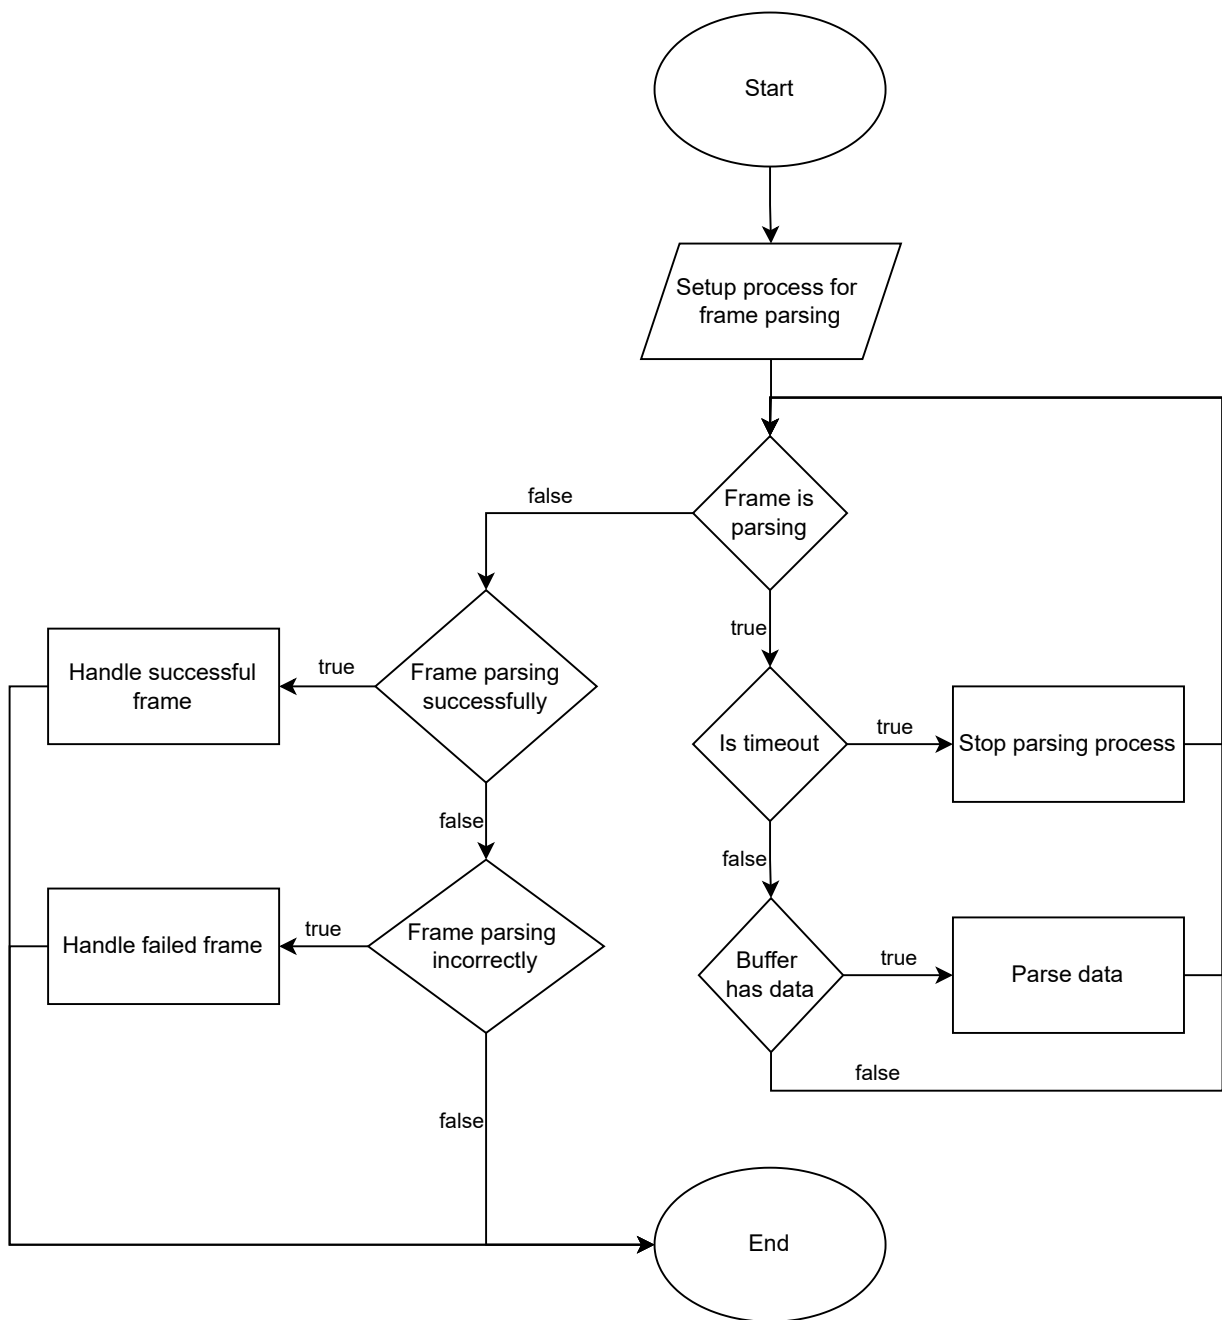 Start
Setup process for
frame parsing
Frame is
parsing
false
true
Frame parsing
successfully
true
Handle successful
frame
Is timeout
true
Stop parsing process
false
false
Buffer
has data
true
Parse data
Frame parsing
incorrectly
true
Handle failed frame
false
false
End